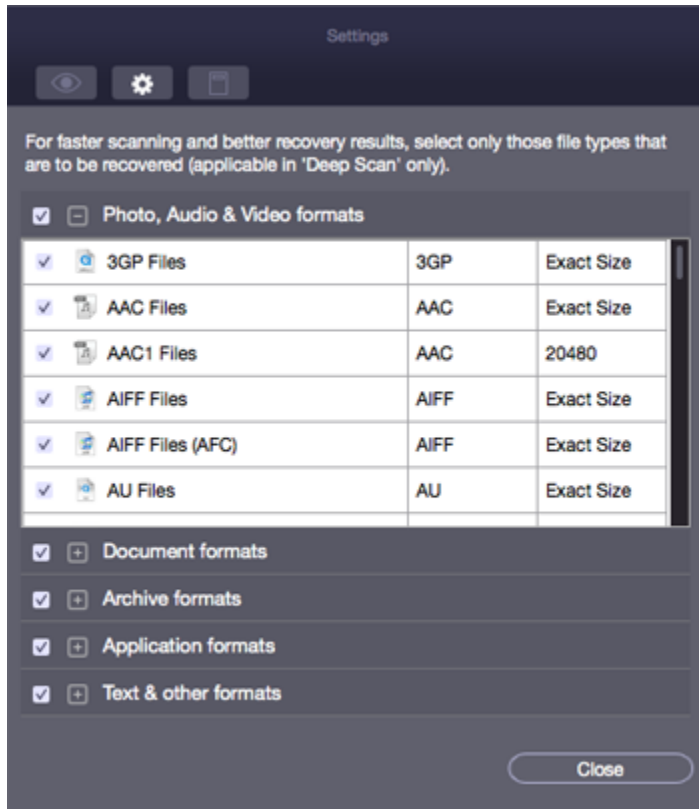 Settings
For faster scanning and better recovery results, select only those file types that
are to be recovered (applicable in 'Deep Scan' only).
Photo, Audio & Video formats
3GP Files 3GP Exact Size
AAC Files AAC Exact Size
AAC1 Files AAC 20480
AIFF Files AIFF Exact Size
AIFF Files (AFC) AIFF Exact Size
AU Files AU Exact Size
Document formats
Archive formats
Application formats
Text & other formats
Close